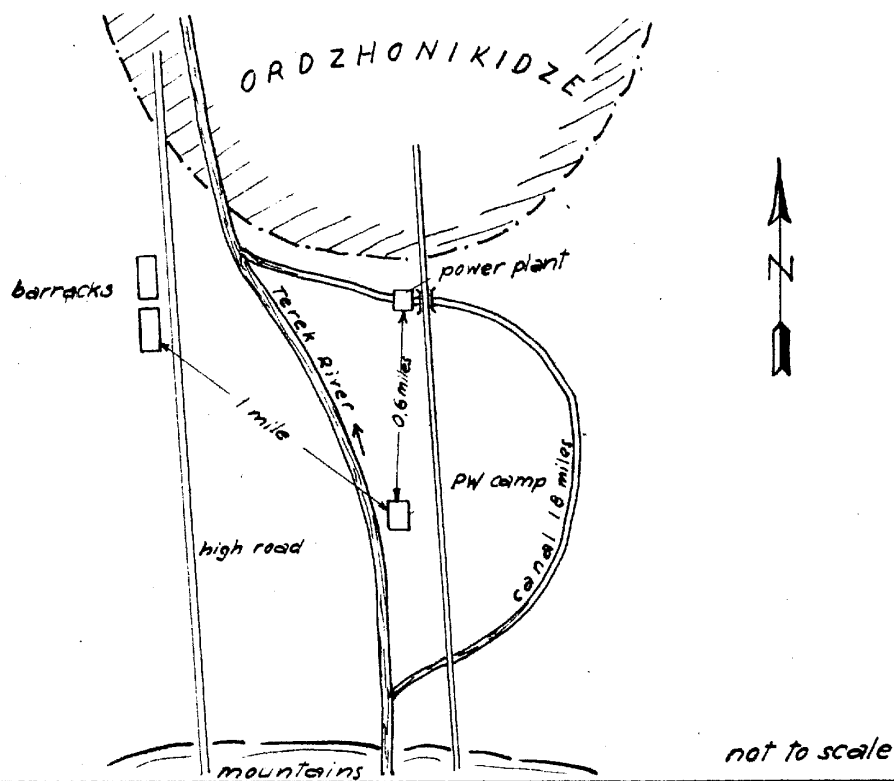 ORDZHONIKIDZE
power plant
barracks
Terek River
0.6 miles
1 mile
PW camp
canal 18 miles
high road
N
mountains
not to scale